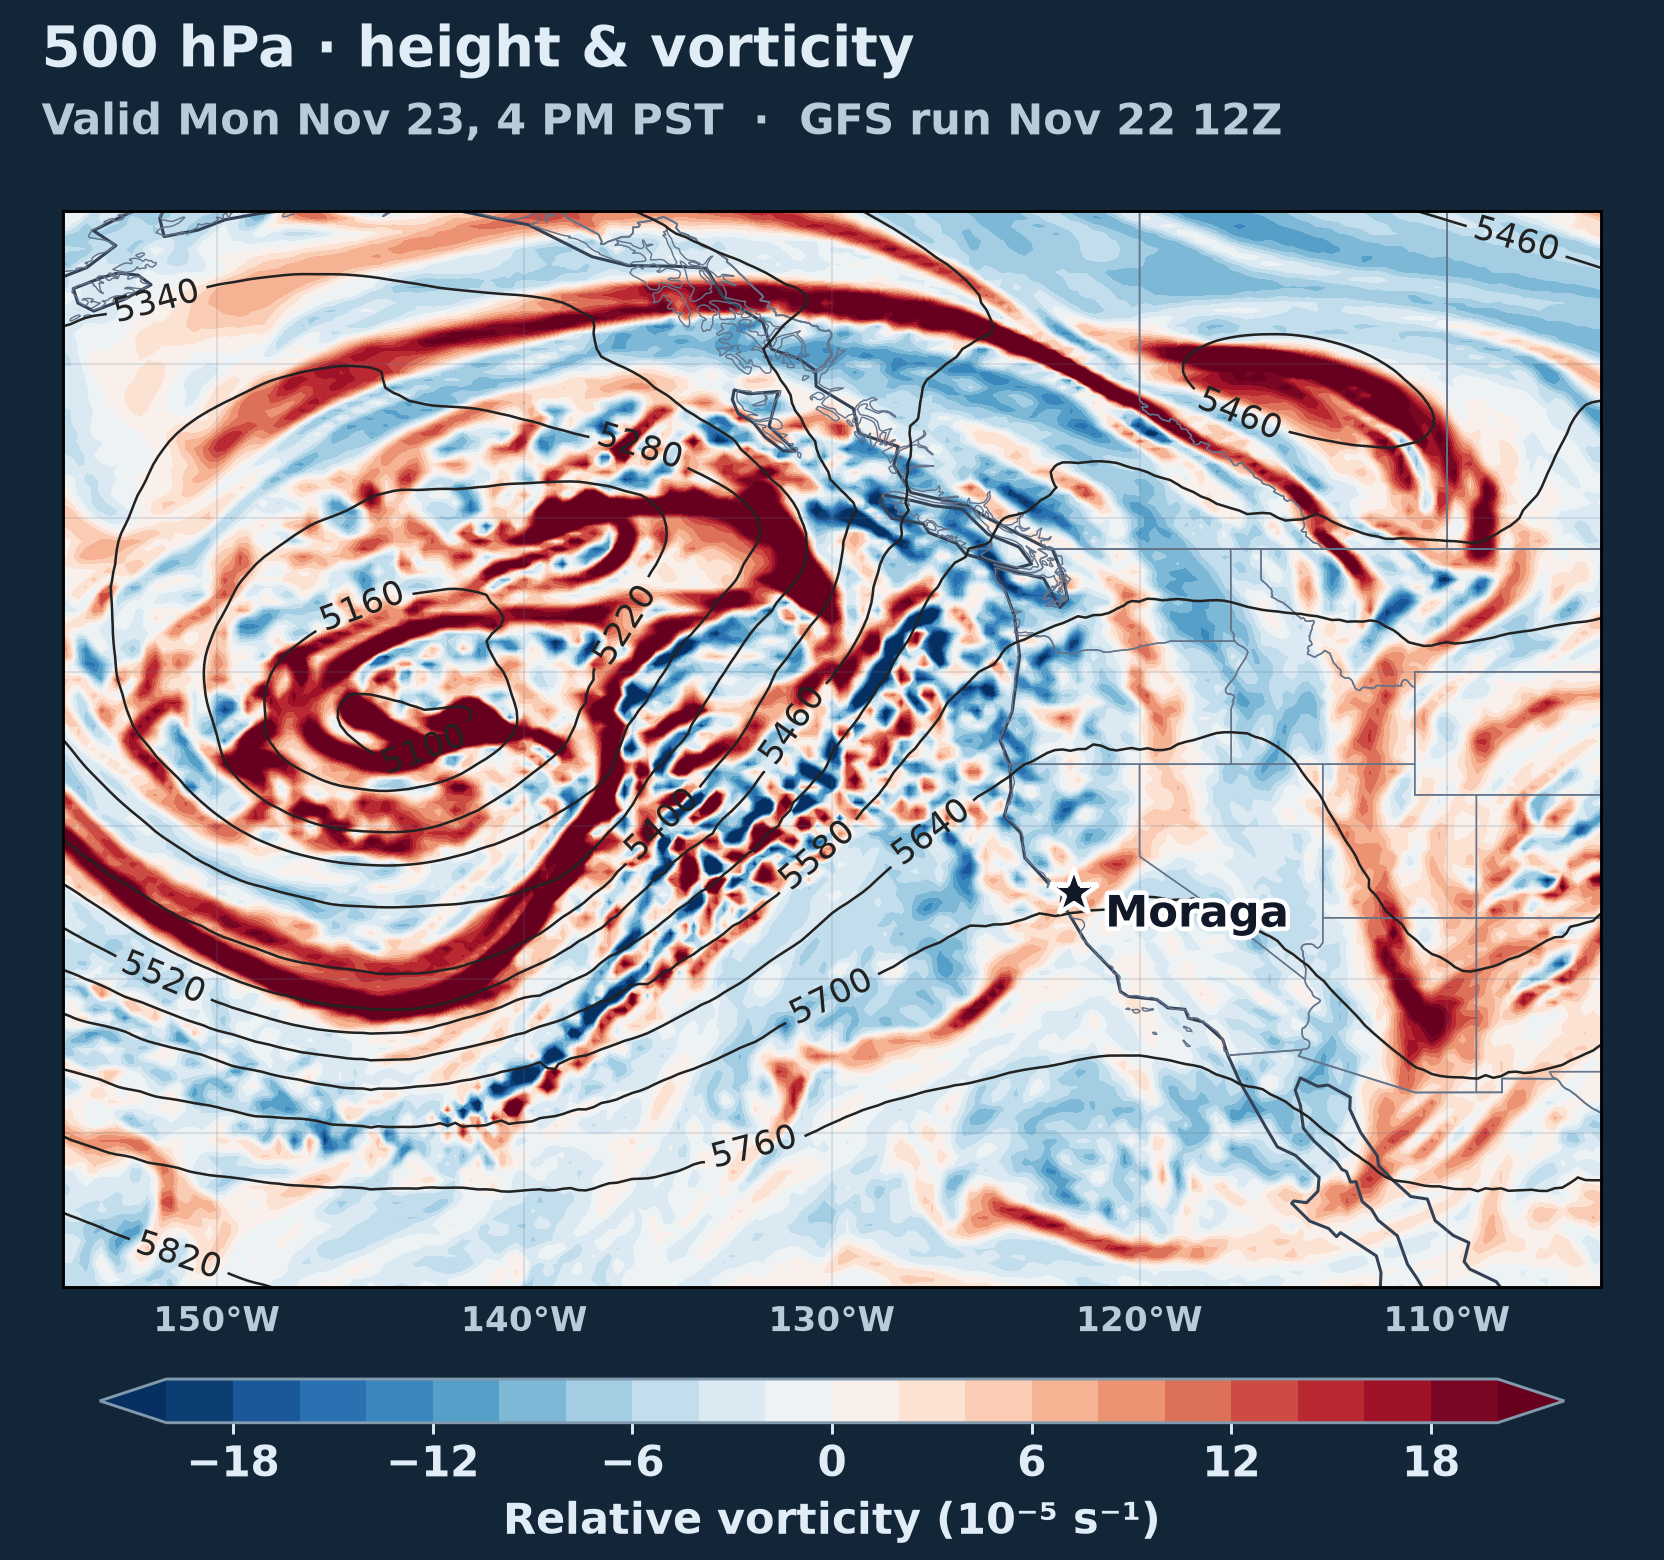 500 hPa · height & vorticity
Valid Mon Nov 23, 4 PM PST · GFS run Nov 22 12Z
5460
5340
5460
5280
5160
5220
5460
5100
5400
5580
5640
Moraga
5520
5700
5760
5820
150°W 140°W 130°W 120°W 110°W
−18 −12 −6 0 6 12 18
Relative vorticity (10⁻⁵ s⁻¹)